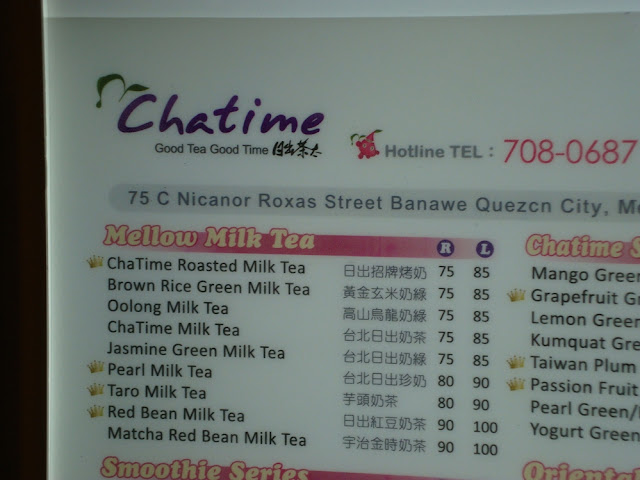 Chatime
Good Tea Good Time 日出茶太
Hotline TEL : 708-0687
75 C Nicanor Roxas Street Banawe Quezcn City,
Mellow Milk Tea R L
ChaTime Roasted Milk Tea 日出招牌烤奶 75 85
Brown Rice Green Milk Tea 黃金玄米奶綠 75 85
Oolong Milk Tea 高山烏龍奶綠 75 85
ChaTime Milk Tea 台北日出奶茶 75 85
Jasmine Green Milk Tea 台北日出奶綠 75 85
Pearl Milk Tea 台北日出珍奶 80 90
Taro Milk Tea 芋頭奶茶 80 90
Red Bean Milk Tea 日出紅豆奶茶 90 100
Matcha Red Bean Milk Tea 宇治金時奶茶 90 100
Smoothie Series
Chatime S
Mango Green
Grapefruit Gr
Lemon Green
Kumquat Gre
Taiwan Plum
Passion Fruit
Pearl Green/
Yogurt Green
Oriental